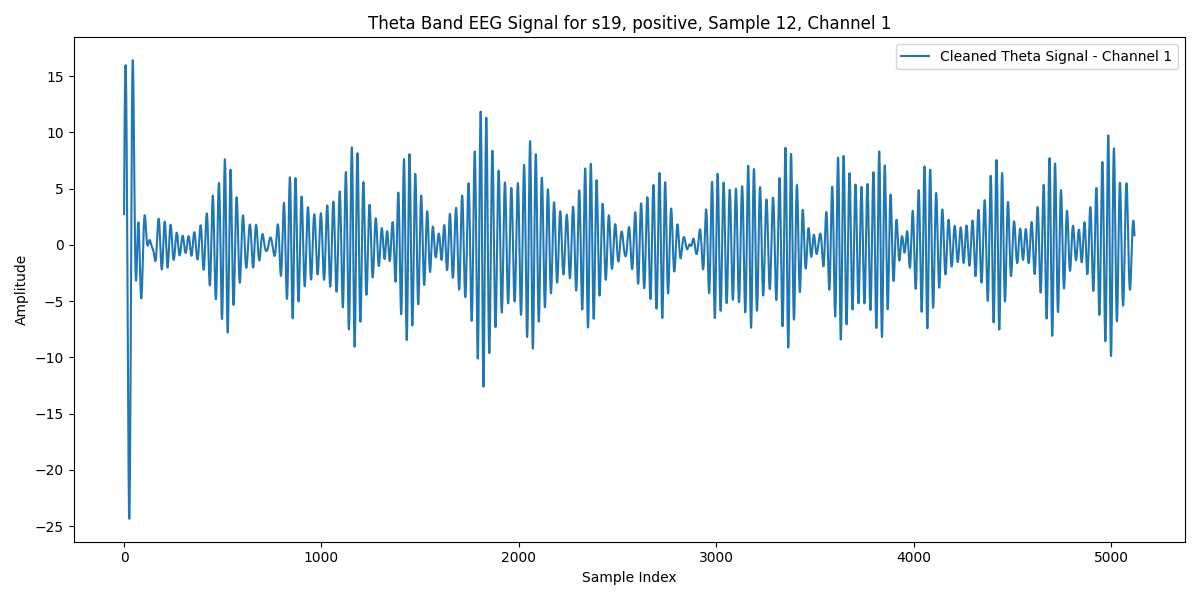 Theta Band EEG Signal for s19, positive, Sample 12, Channel 1
Cleaned Theta Signal - Channel 1
Amplitude
15
10
5
0
−5
−10
−15
−20
−25
0 1000 2000 3000 4000 5000
Sample Index